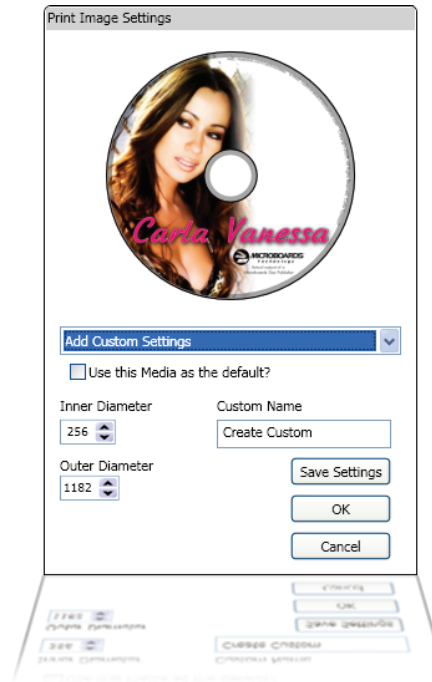 Print Image Settings
Carla Vanessa
MICROBOARDS
TECHNOLOGY
Add Custom Settings
Use this Media as the default?
Inner Diameter
Custom Name
256
Create Custom
Outer Diameter
1182
Save Settings
OK
Cancel